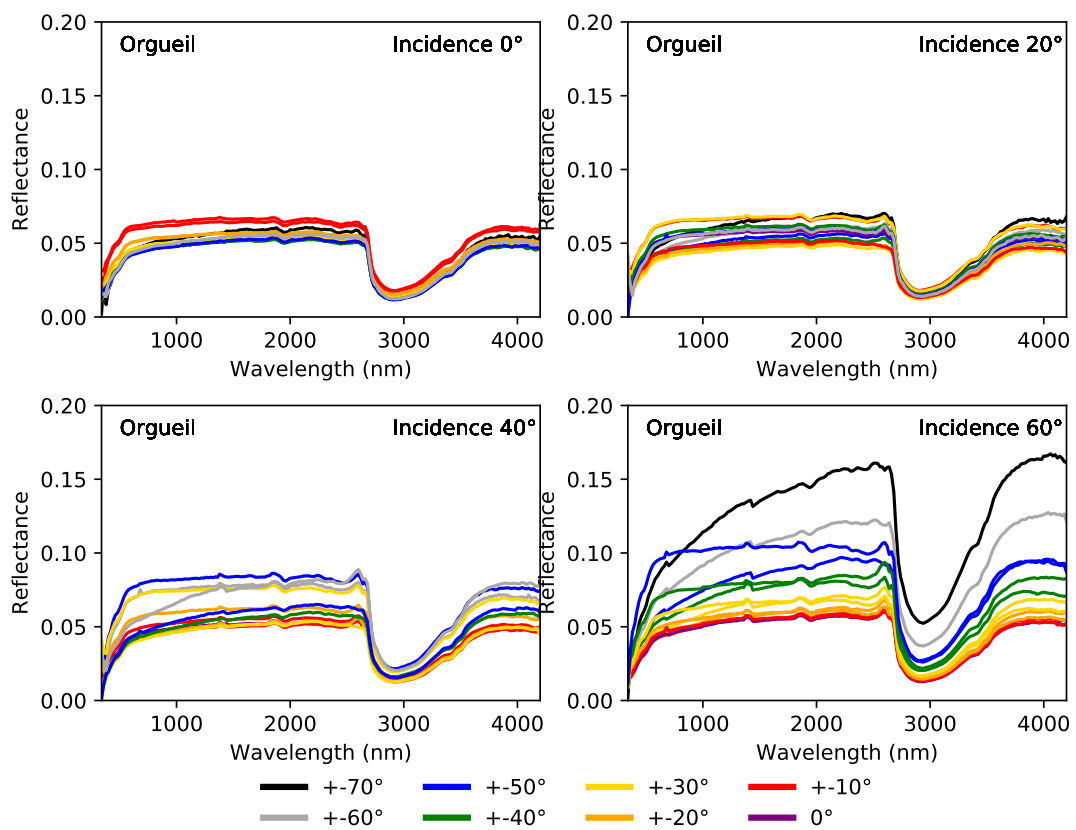 0.20
0.15
0.10
0.05
0.00
Reflectance
Orgueil Incidence 0°
1000 2000 3000 4000
Wavelength (nm)
0.20
0.15
0.10
0.05
0.00
Reflectance
Orgueil Incidence 20°
1000 2000 3000 4000
Wavelength (nm)
0.20
0.15
0.10
0.05
0.00
Reflectance
Orgueil Incidence 40°
1000 2000 3000 4000
Wavelength (nm)
0.20
0.15
0.10
0.05
0.00
Reflectance
Orgueil Incidence 60°
1000 2000 3000 4000
Wavelength (nm)
+-70° +-50° +-30° +-10°
+-60° +-40° +-20° 0°